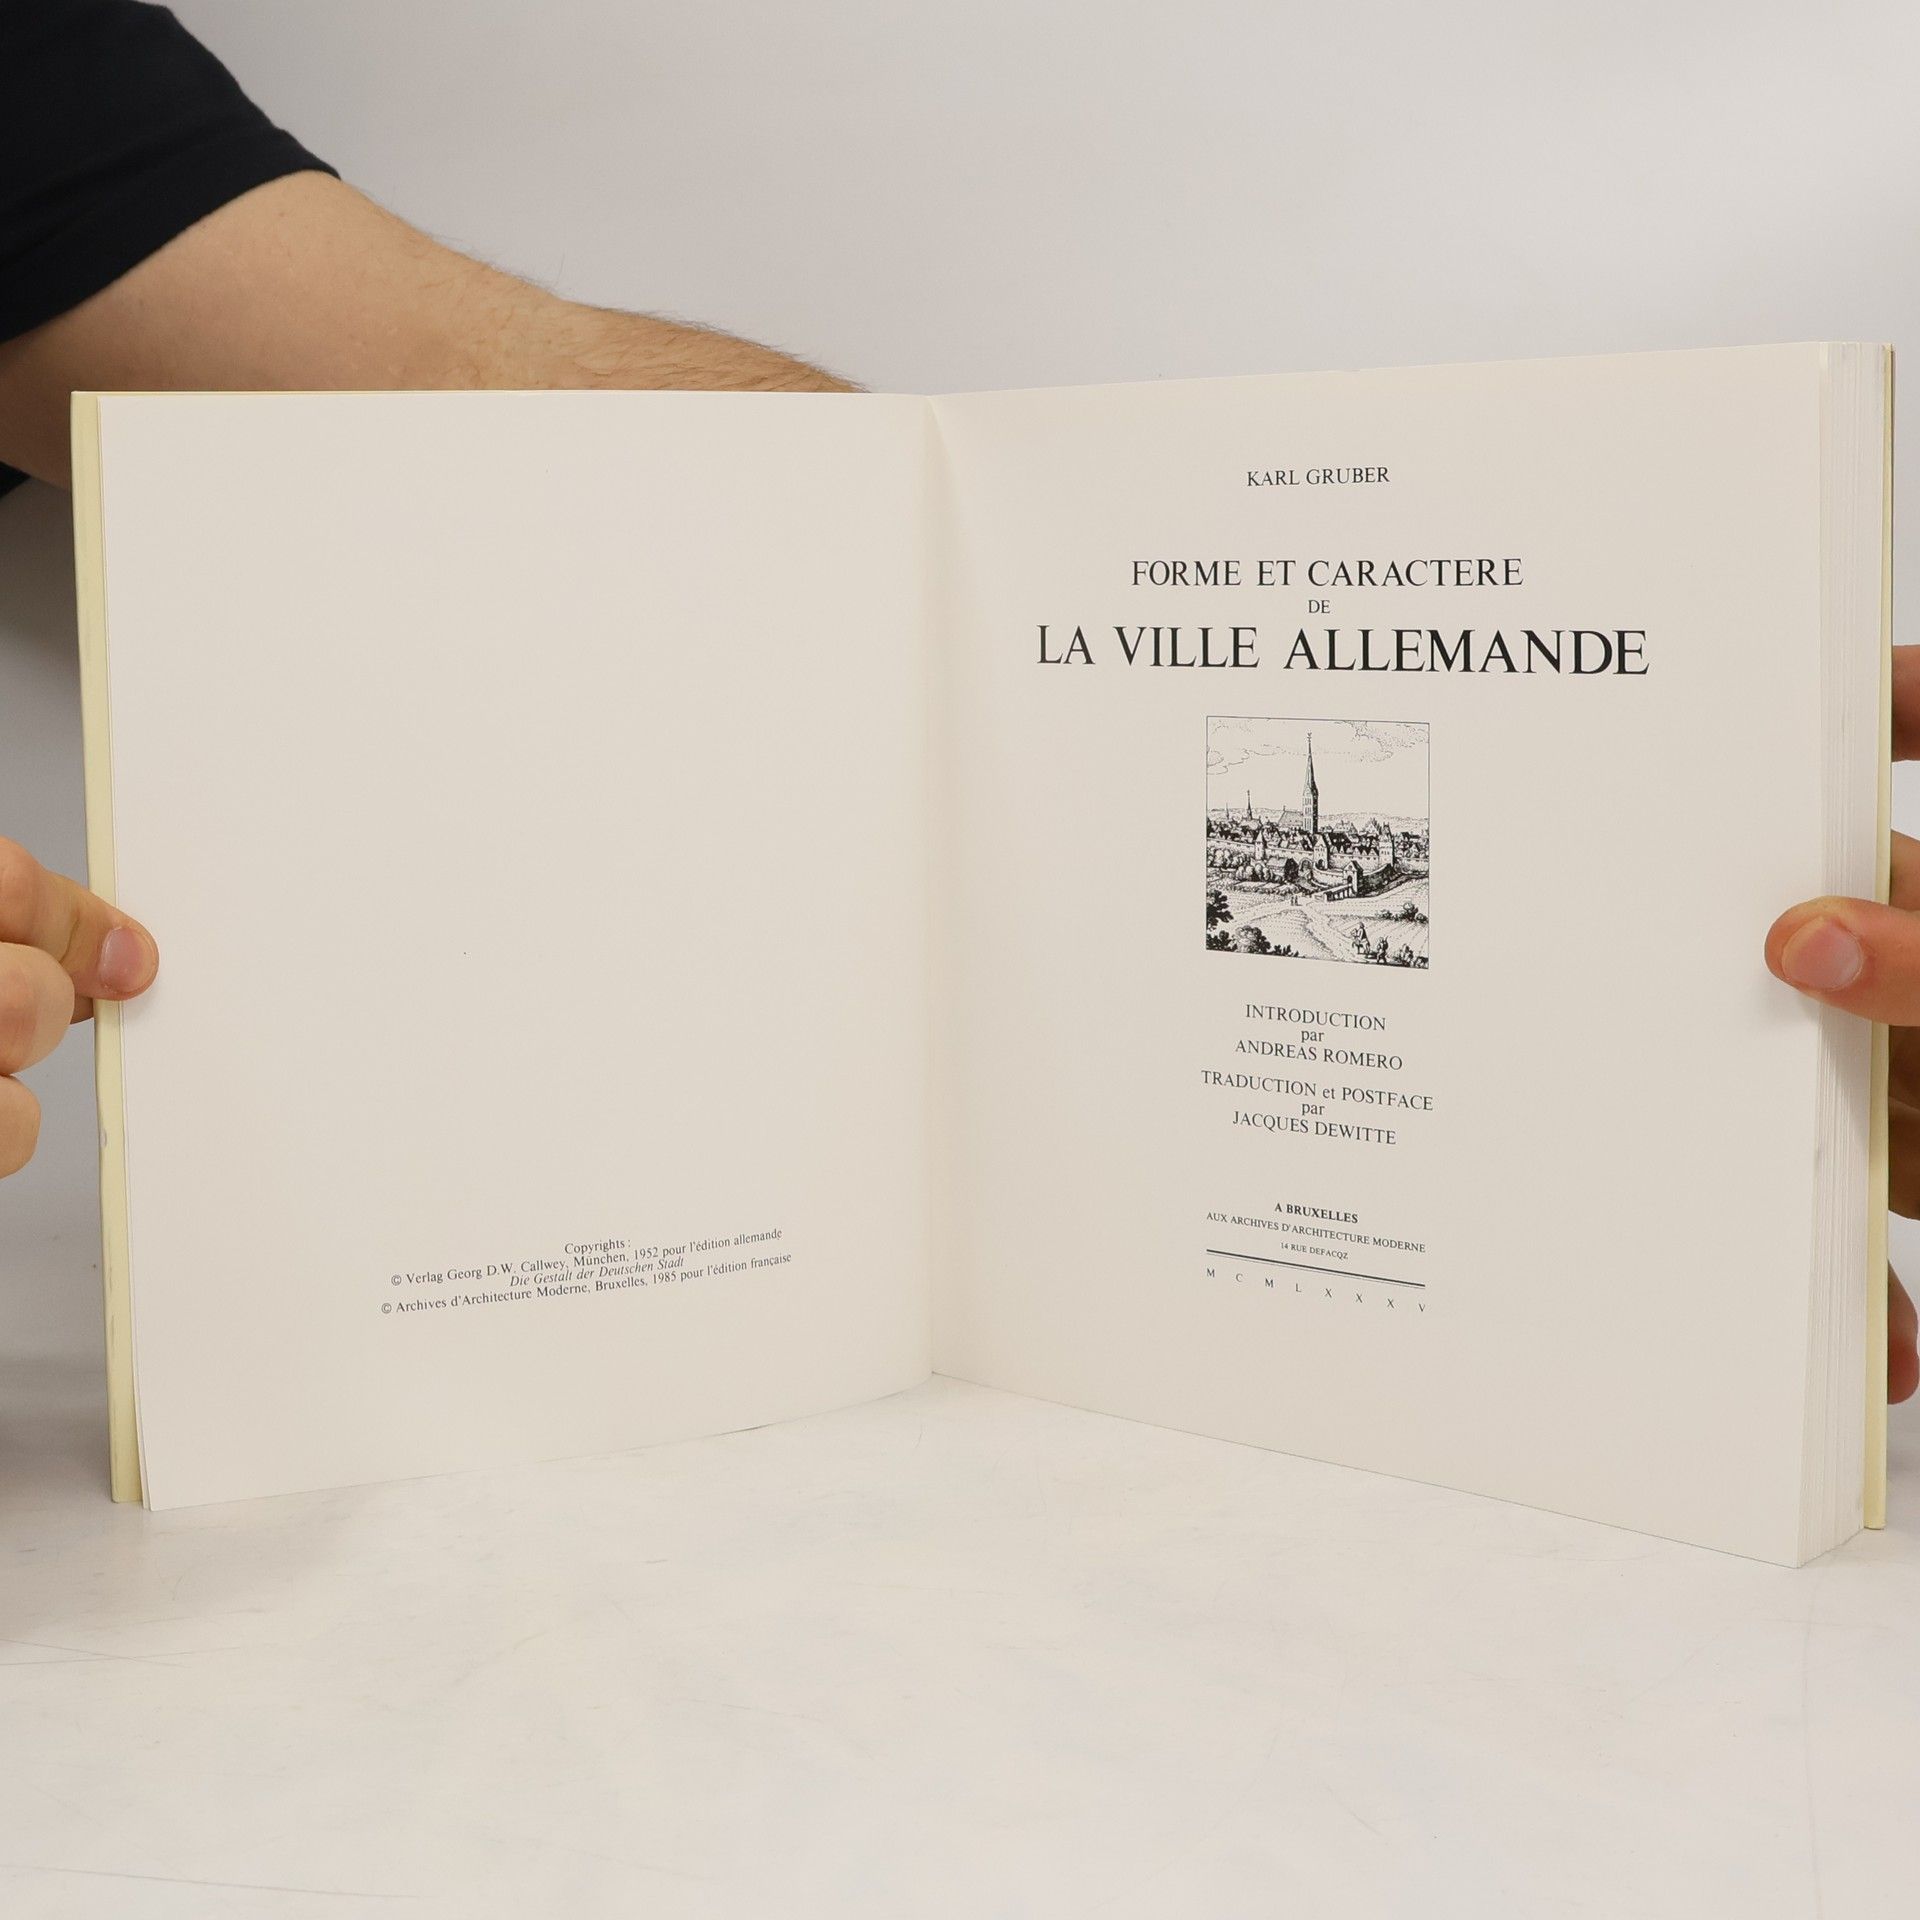 Copyrights :
© Verlag Georg D.W. Callwey, München, 1952 pour l'édition allemande
Die Gestalt der Deutschen Stadt
© Archives d'Architecture Moderne, Bruxelles, 1985 pour l'édition française
KARL GRUBER
FORME ET CARACTERE
DE
LA VILLE ALLEMANDE
INTRODUCTION
par
ANDREAS ROMERO
TRADUCTION et POSTFACE
par
JACQUES DEWITTE
A BRUXELLES
AUX ARCHIVES D'ARCHITECTURE MODERNE
14 RUE DEFACQZ
M C M L X X X V